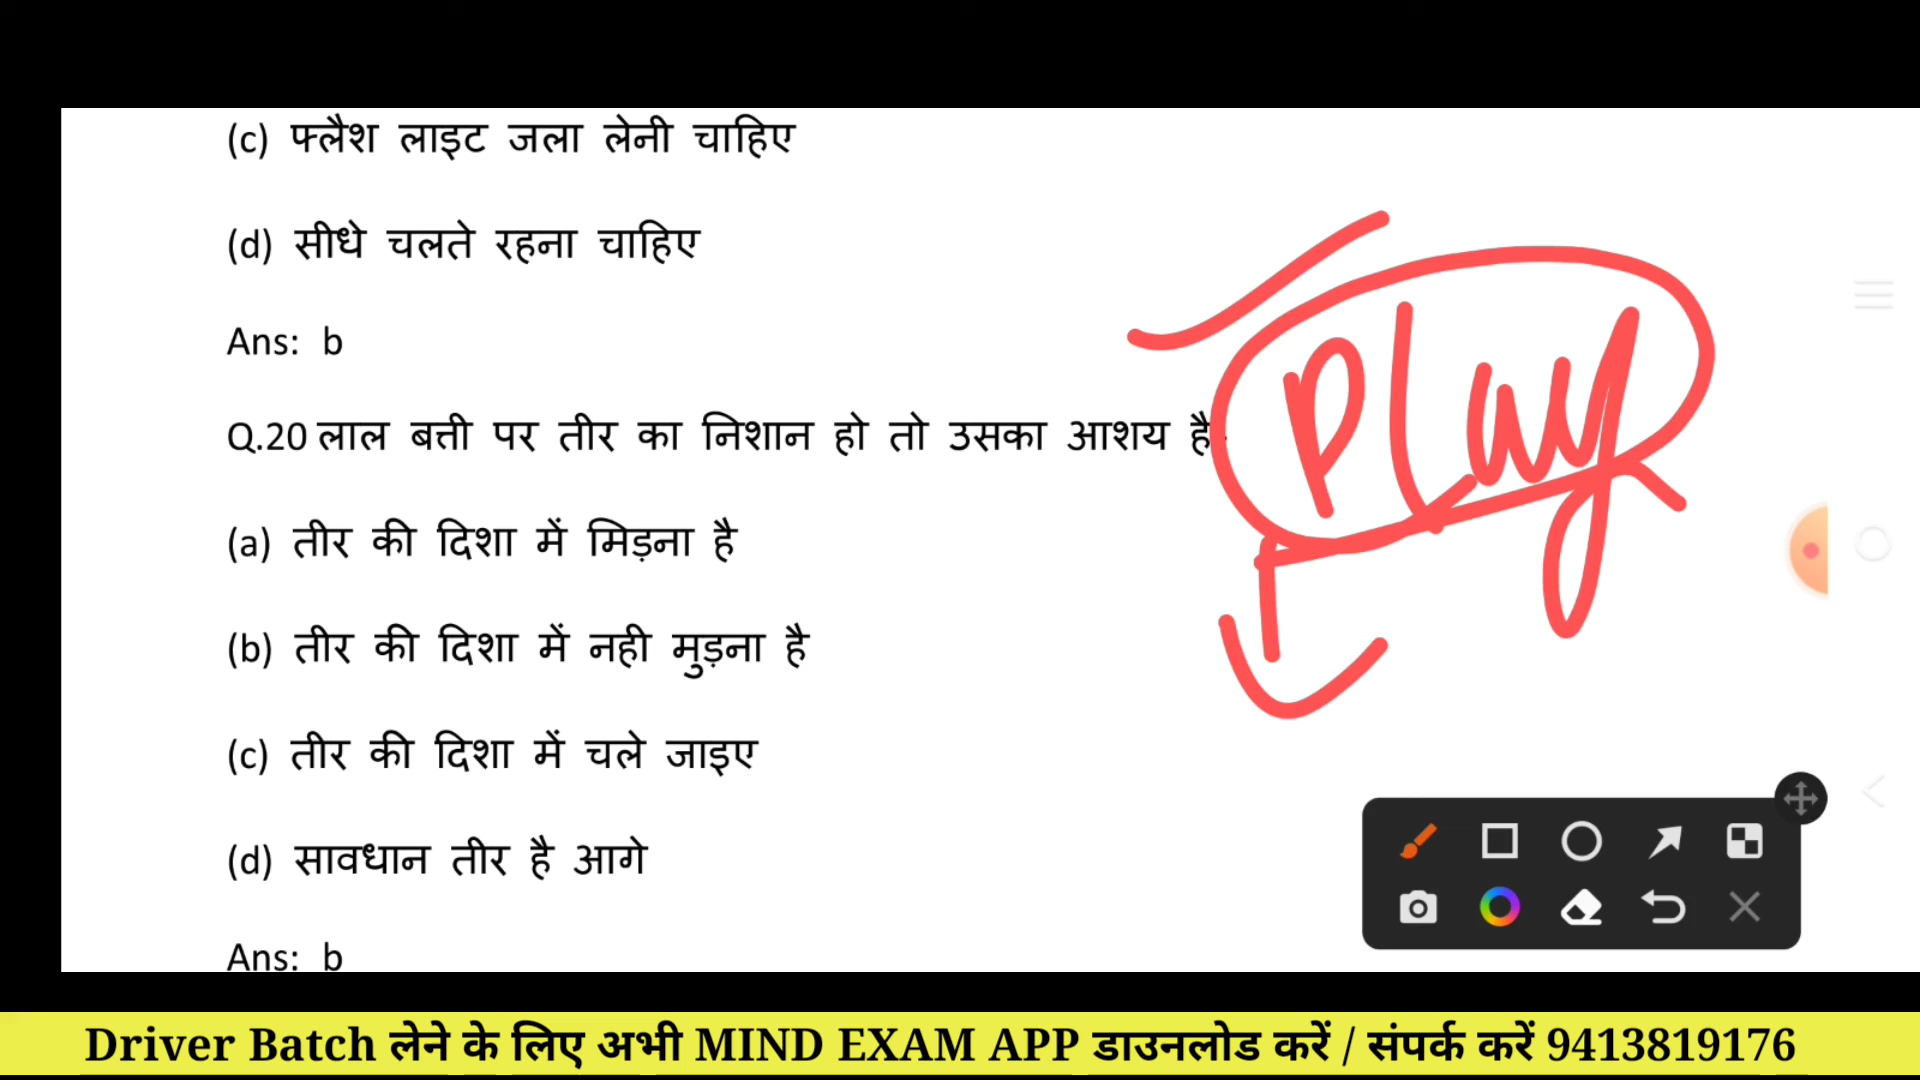 (c) फ्लैश लाइट जला लेनी चाहिए
(d) सीधे चलते रहना चाहिए
Ans: b
Play
Q.20 लाल बत्ती पर तीर का निशान हो तो उसका आशय है
(a) तीर की दिशा में मिड़ना है
(b) तीर की दिशा में नही मुड़ना है
(c) तीर की दिशा में चले जाइए
(d) सावधान तीर है आगे
Ans: b
Driver Batch लेने के लिए अभी MIND EXAM APP डाउनलोड करें / संपर्क करें 9413819176